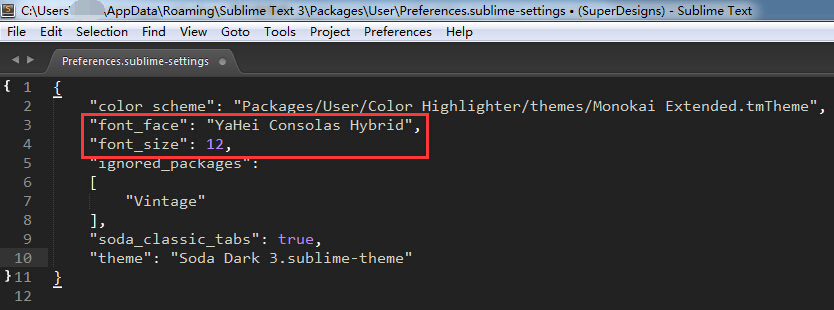 C:\Users\ \AppData\Roaming\Sublime Text 3\Packages\User\Preferences.sublime-settings • (SuperDesigns) - Sublime Text
File Edit Selection Find View Goto Tools Project Preferences Help
Preferences.sublime-settings
1 {
2 "color_scheme": "Packages/User/Color Highlighter/themes/Monokai Extended.tmTheme",
3 "font_face": "YaHei Consolas Hybrid",
4 "font_size": 12,
5 "ignored_packages":
6 [
7 "Vintage"
8 ],
9 "soda_classic_tabs": true,
10 "theme": "Soda Dark 3.sublime-theme"
11 }
12